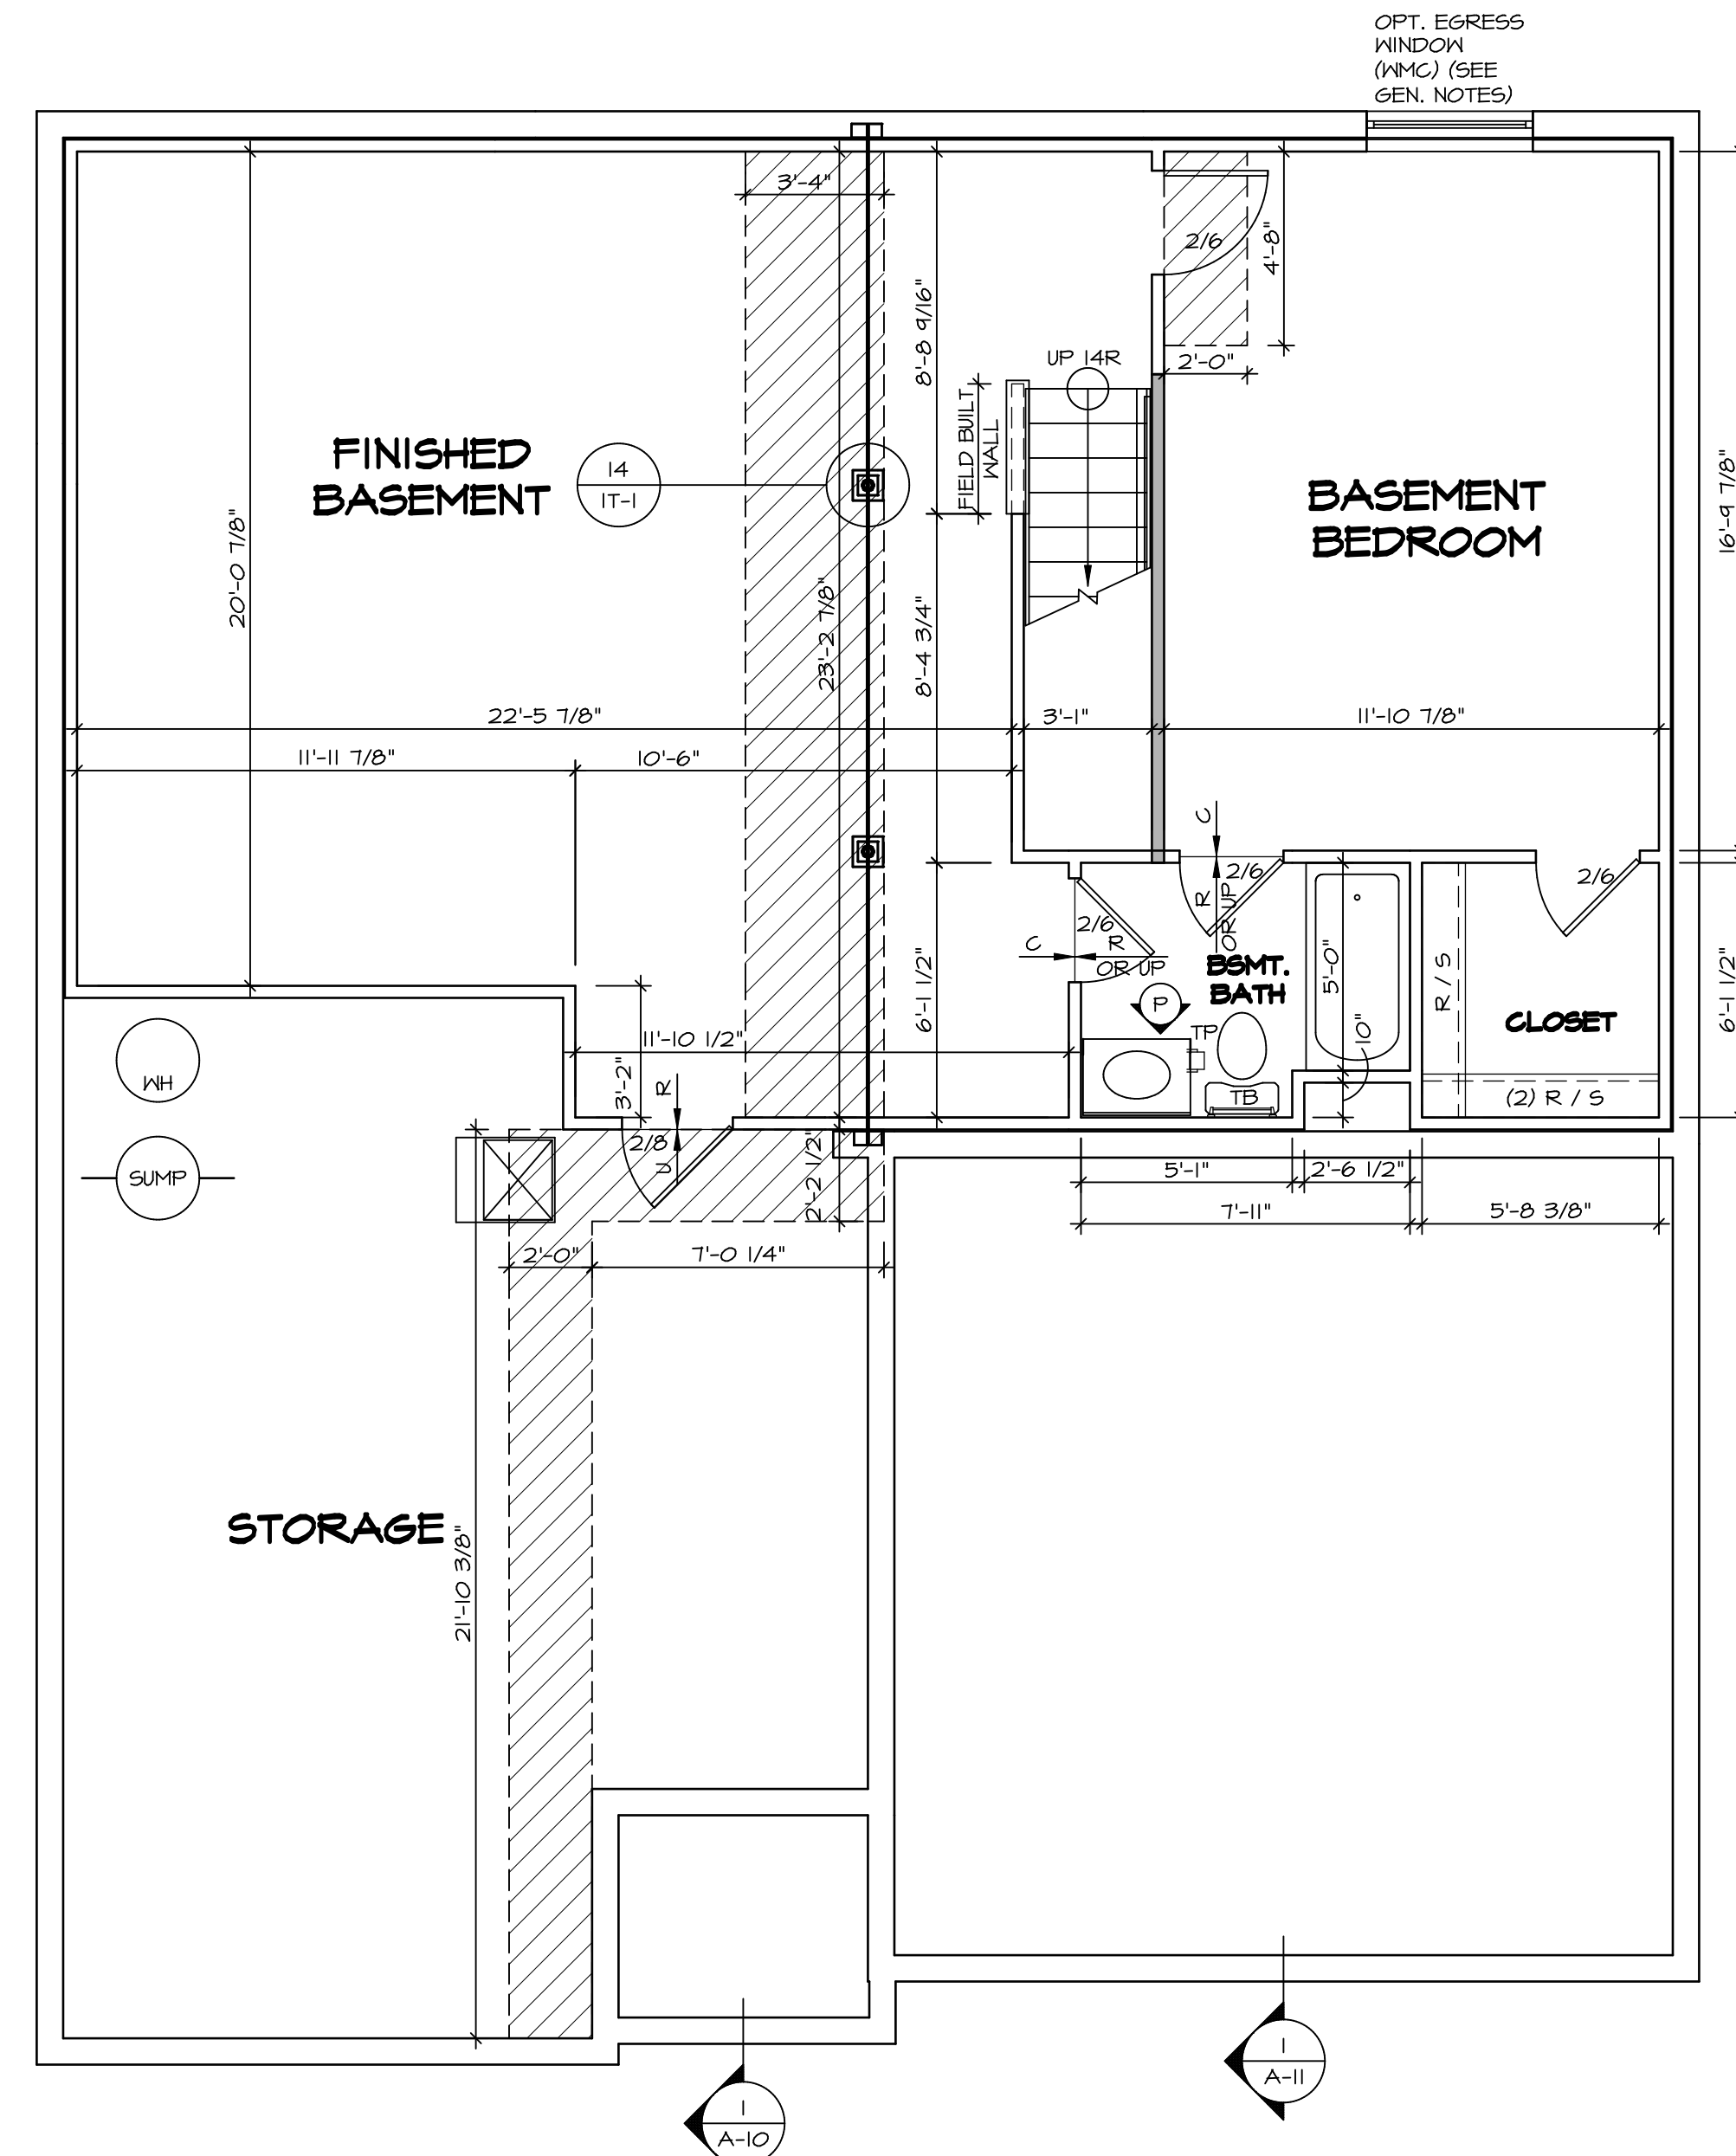 OPT. EGRESS
WINDOW
(WMC) (SEE
GEN. NOTES)
3'-4"
2/6
4'-8"
8'-8 9/16"
UP 14R
2'-0"
FIELD BUILT
WALL
FINISHED
BASEMENT
14
1T-1
BASEMENT
BEDROOM
16'-9 7/8"
20'-0 7/8"
23'-2 7/8"
8'-4 3/4"
22'-5 7/8"
3'-1"
11'-10 7/8"
11'-11 7/8"
10'-6"
C
2/6
R
OR UP
2/6
2/6
C
R
OR UP
BSMT.
BATH
5'-0"
R / S
6'-1 1/2"
6'-1 1/2"
P
CLOSET
11'-10 1/2"
TP
10"
WH
3'-2"
R
TB
(2) R / S
2/8
U
SUMP
2'-2 1/2"
5'-1"
2'-6 1/2"
7'-11"
5'-8 3/8"
2'-0"
7'-0 1/4"
STORAGE
21'-10 3/8"
1
A-11
1
A-10